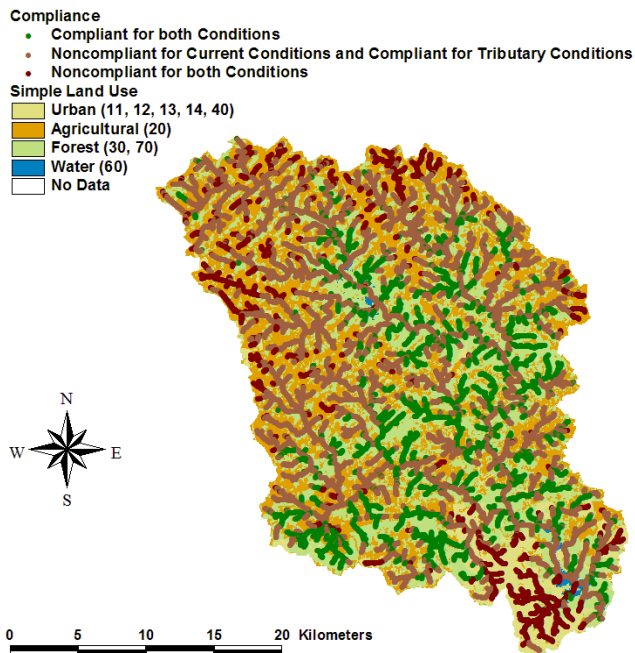 Compliance
Compliant for both Conditions
Noncompliant for Current Conditions and Compliant for Tributary Conditions
Noncompliant for both Conditions
Simple Land Use
Urban (11, 12, 13, 14, 40)
Agricultural (20)
Forest (30, 70)
Water (60)
No Data
N
W E
S
0 5 10 15 20 Kilometers